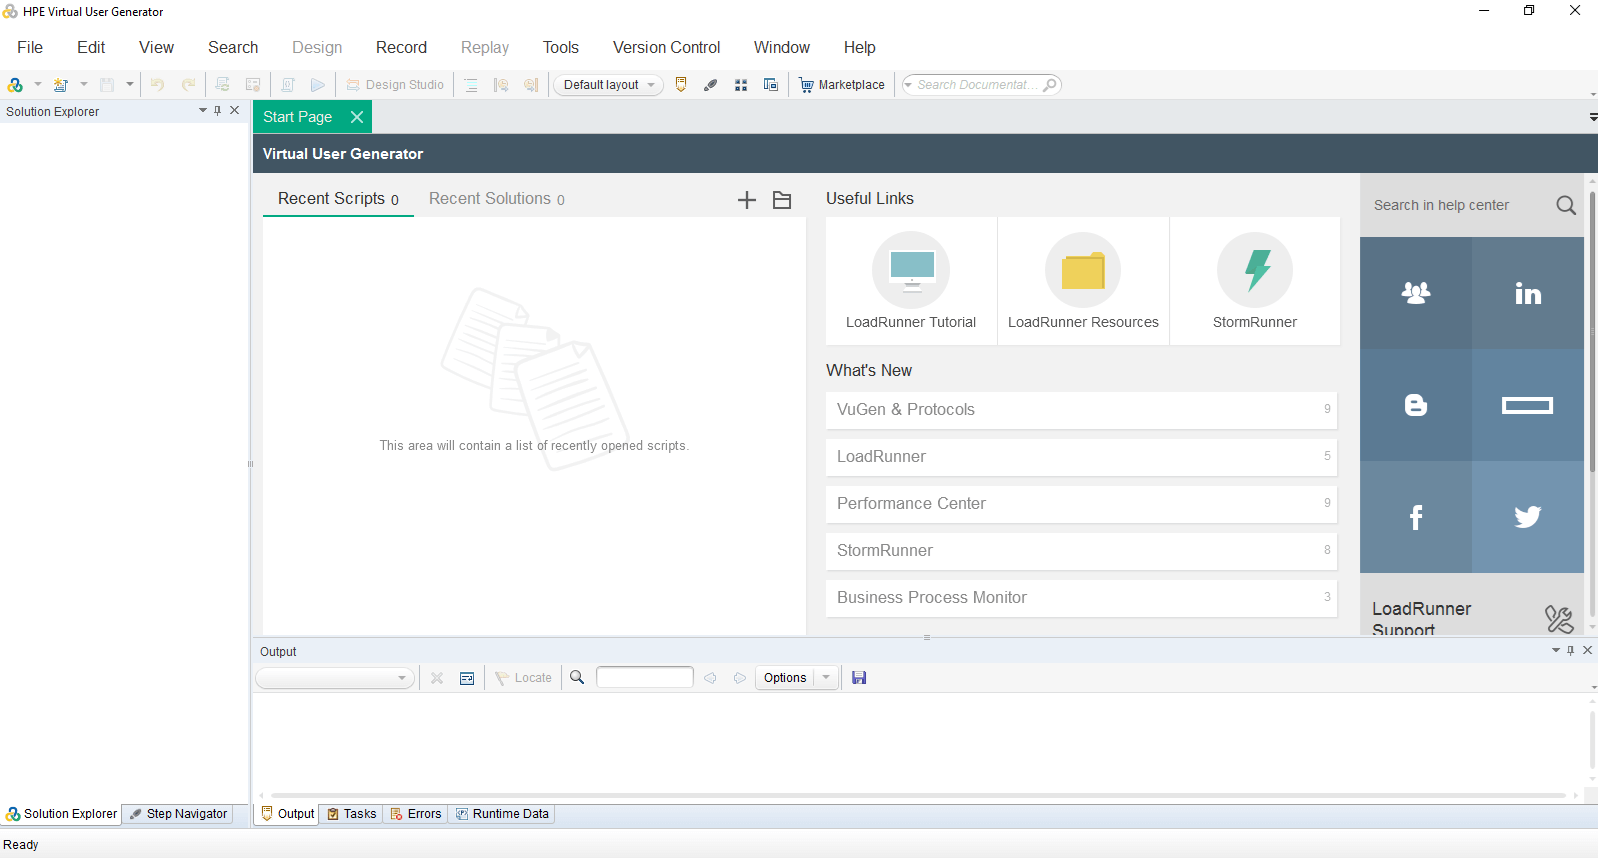 HPE Virtual User Generator
File Edit View Search Design Record Replay Tools Version Control Window Help
Design Studio Default layout Marketplace Search Documentat...
Solution Explorer
Start Page
Virtual User Generator
Recent Scripts 0 Recent Solutions 0
This area will contain a list of recently opened scripts.
Useful Links
LoadRunner Tutorial LoadRunner Resources StormRunner
What's New
VuGen & Protocols 9
LoadRunner 5
Performance Center 9
StormRunner 8
Business Process Monitor 3
Search in help center
in
f
LoadRunner
Support
Output
Locate Options
Solution Explorer Step Navigator Output Tasks Errors Runtime Data
Ready